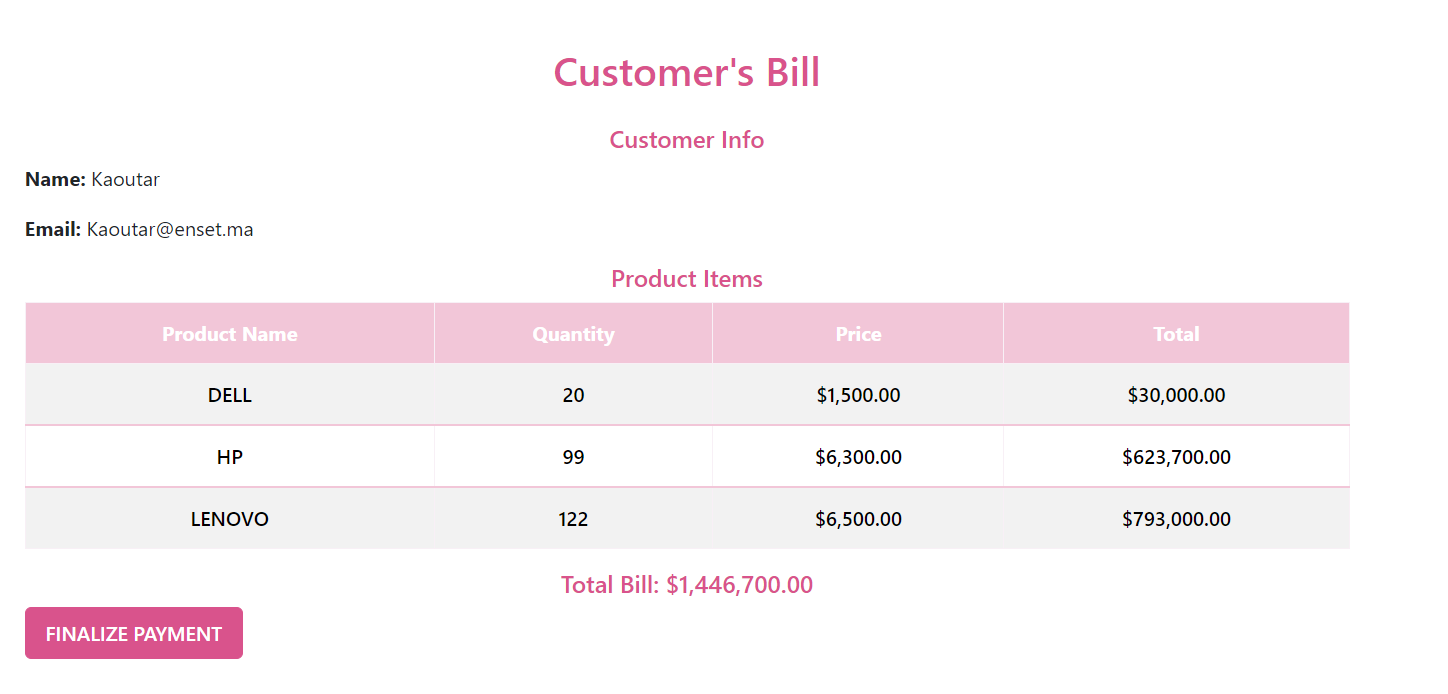 Customer's Bill
Customer Info
Name: Kaoutar
Email: Kaoutar@enset.ma
Product Items
Product Name Quantity Price Total
DELL 20 $1,500.00 $30,000.00
HP 99 $6,300.00 $623,700.00
LENOVO 122 $6,500.00 $793,000.00
Total Bill: $1,446,700.00
FINALIZE PAYMENT